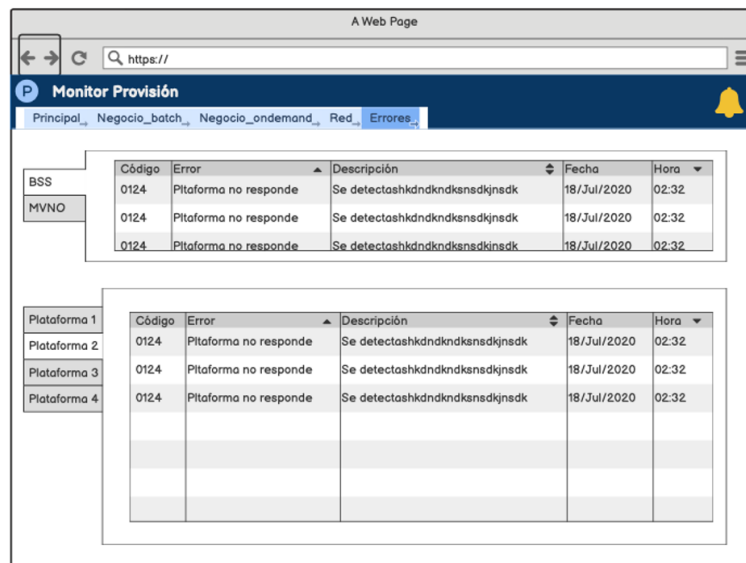 A Web Page
https://
P Monitor Provisión
Principal Negocio_batch Negocio_ondemand Red Errores
BSS
MVNO
Código Error Descripción Fecha Hora
0124 Pltaforma no responde Se detectashkdndkndksnsdkjnsdk 18/Jul/2020 02:32
0124 Pltaforma no responde Se detectashkdndkndksnsdkjnsdk 18/Jul/2020 02:32
0124 Pltaforma no responde Se detectashkdndkndksnsdkjnsdk 18/Jul/2020 02:32
Plataforma 1
Plataforma 2
Plataforma 3
Plataforma 4
Código Error Descripción Fecha Hora
0124 Pltaforma no responde Se detectashkdndkndksnsdkjnsdk 18/Jul/2020 02:32
0124 Pltaforma no responde Se detectashkdndkndksnsdkjnsdk 18/Jul/2020 02:32
0124 Pltaforma no responde Se detectashkdndkndksnsdkjnsdk 18/Jul/2020 02:32